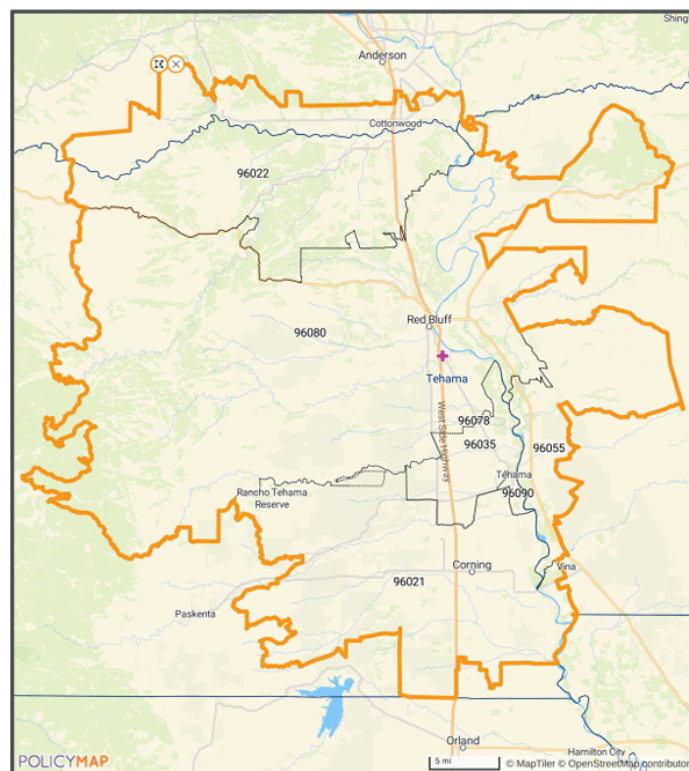 Shing
Anderson
Cottonwood
96022
Red Bluff
96080
Tehama
West Side Highway
96078
96035
96055
Tehama
96090
Rancho Tehama
Reserve
Vina
Corning
96021
Paskenta
Orland
Hamilton City
5 mi
POLICYMAP
© MapTiler © OpenStreetMap contributor